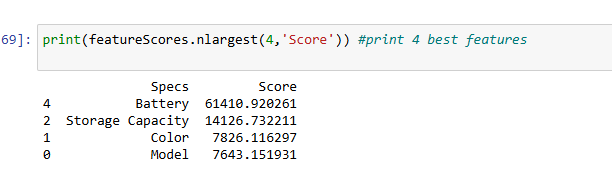 69]: print(featureScores.nlargest(4,'Score')) #print 4 best features
Specs Score
4 Battery 61410.920261
2 Storage Capacity 14126.732211
1 Color 7826.116297
0 Model 7643.151931